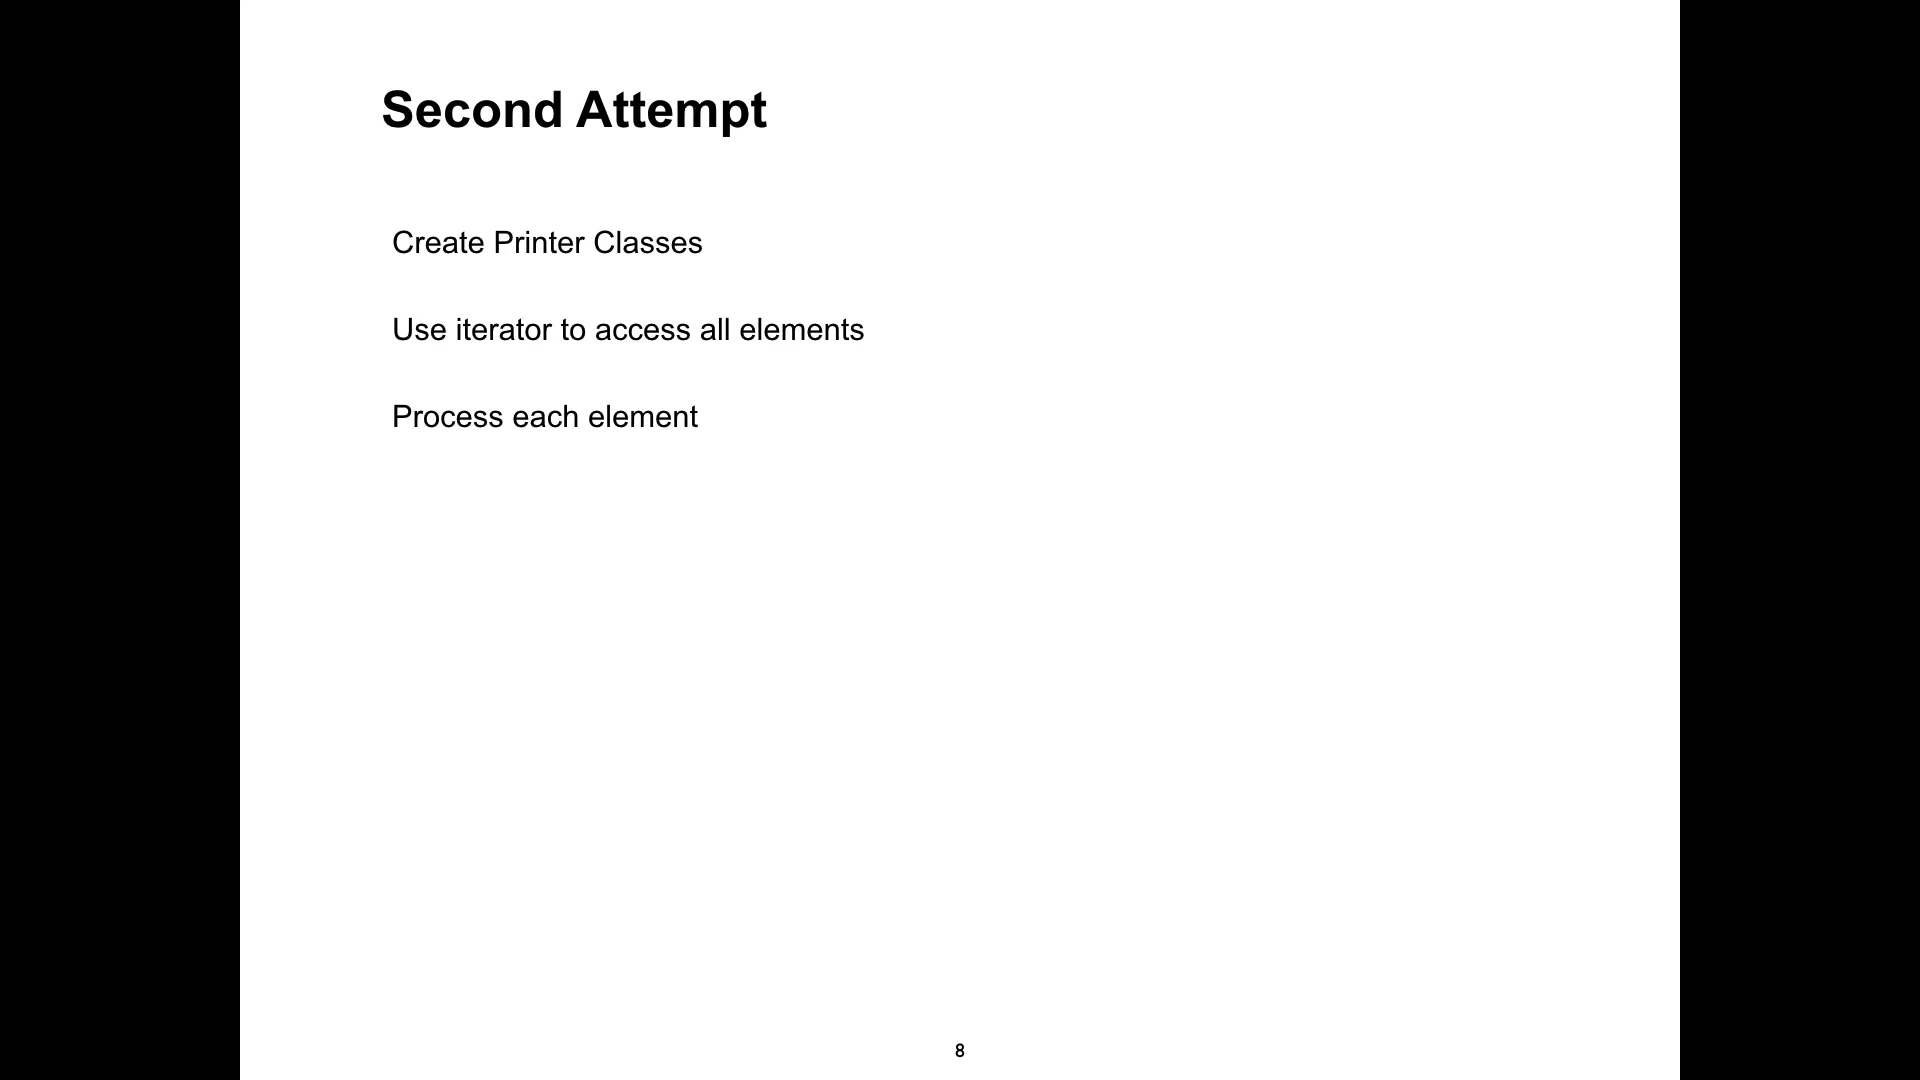 Second Attempt
Create Printer Classes
Use iterator to access all elements
Process each element
8